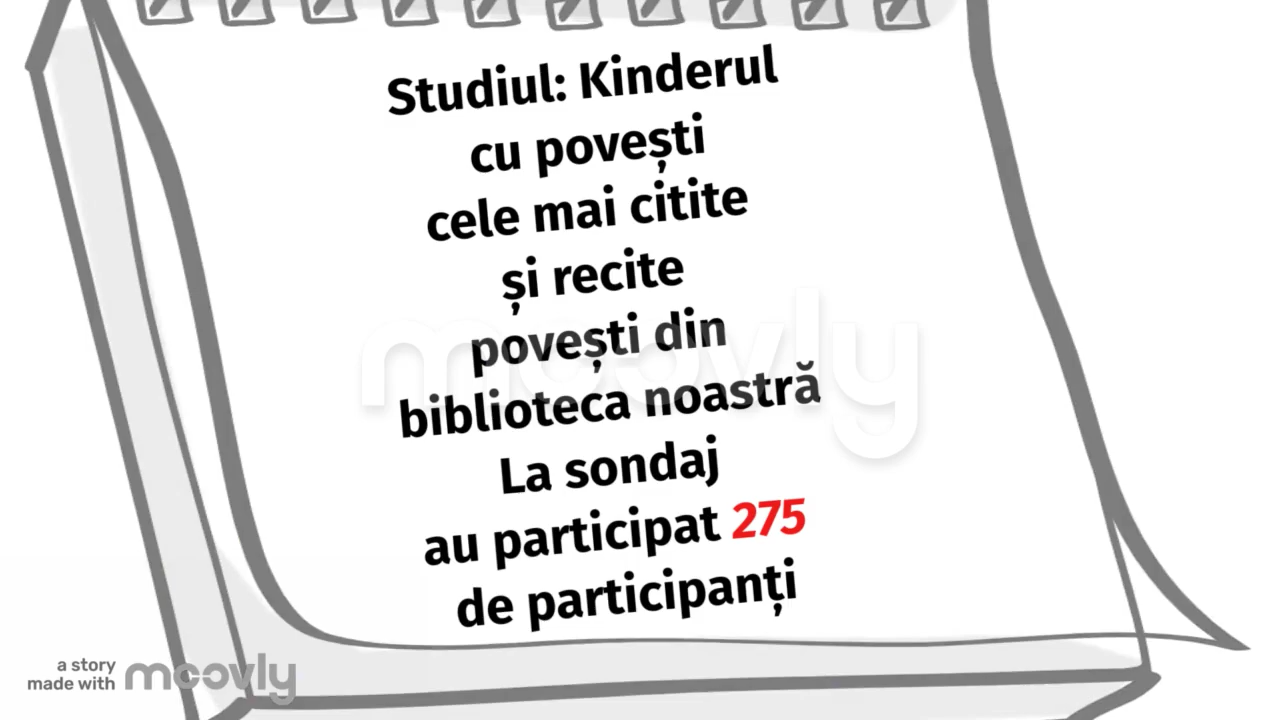 Studiul: Kinderul
cu povești
cele mai citite
și recite
povești din
biblioteca noastră
La sondaj
au participat 275
de participanți
moovly
a story
made with moovly